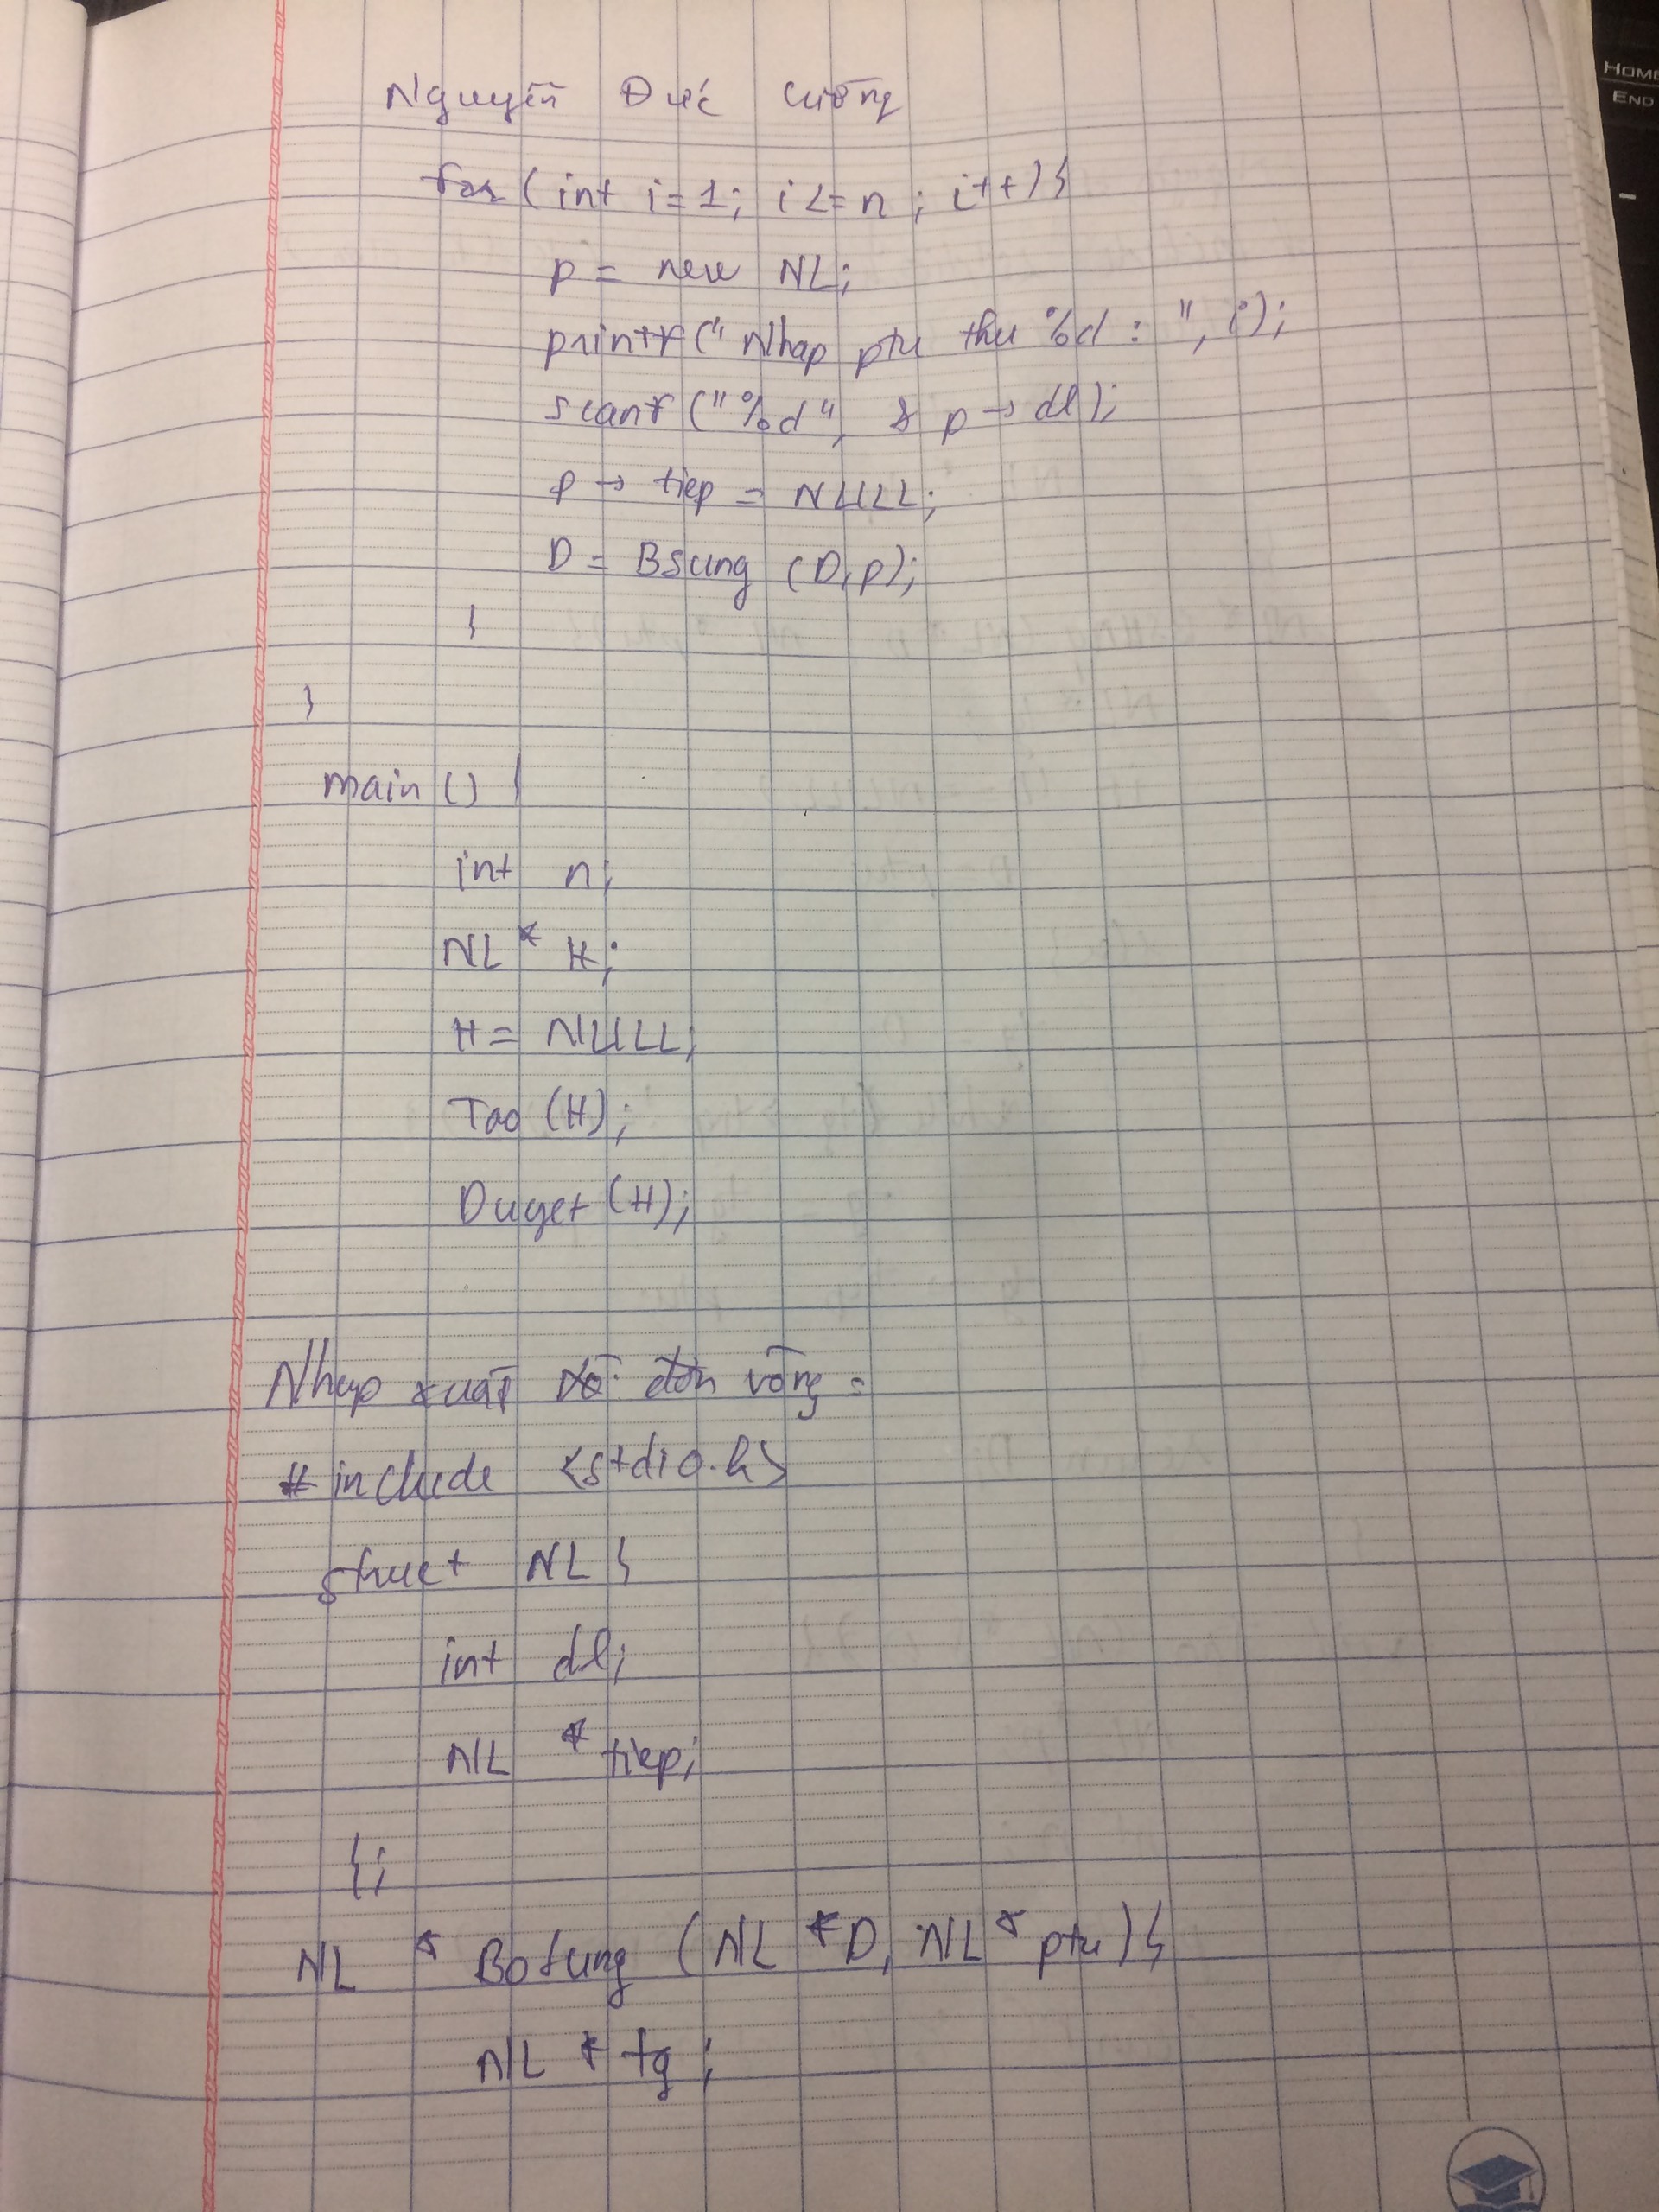 HOME
END
Nguyễn Đức Cường
for (int i=1; i<=n; i++){
p = new NL;
printf("Nhap ptu thu %d : ", i);
scanf("%d", & p→dl);
p → tiep = NULL;
D = Bsung (D,p);
}
}
main () {
int n;
NL * H;
H = NULL;
Tao (H);
Duyet (H);
Nhap xuất đơn vòng =
# include <stdio.h>
struct NL {
int dl;
NL * tiep;
};
NL * Bosung (NL *D, NL * ptu) {
NL * tg ;